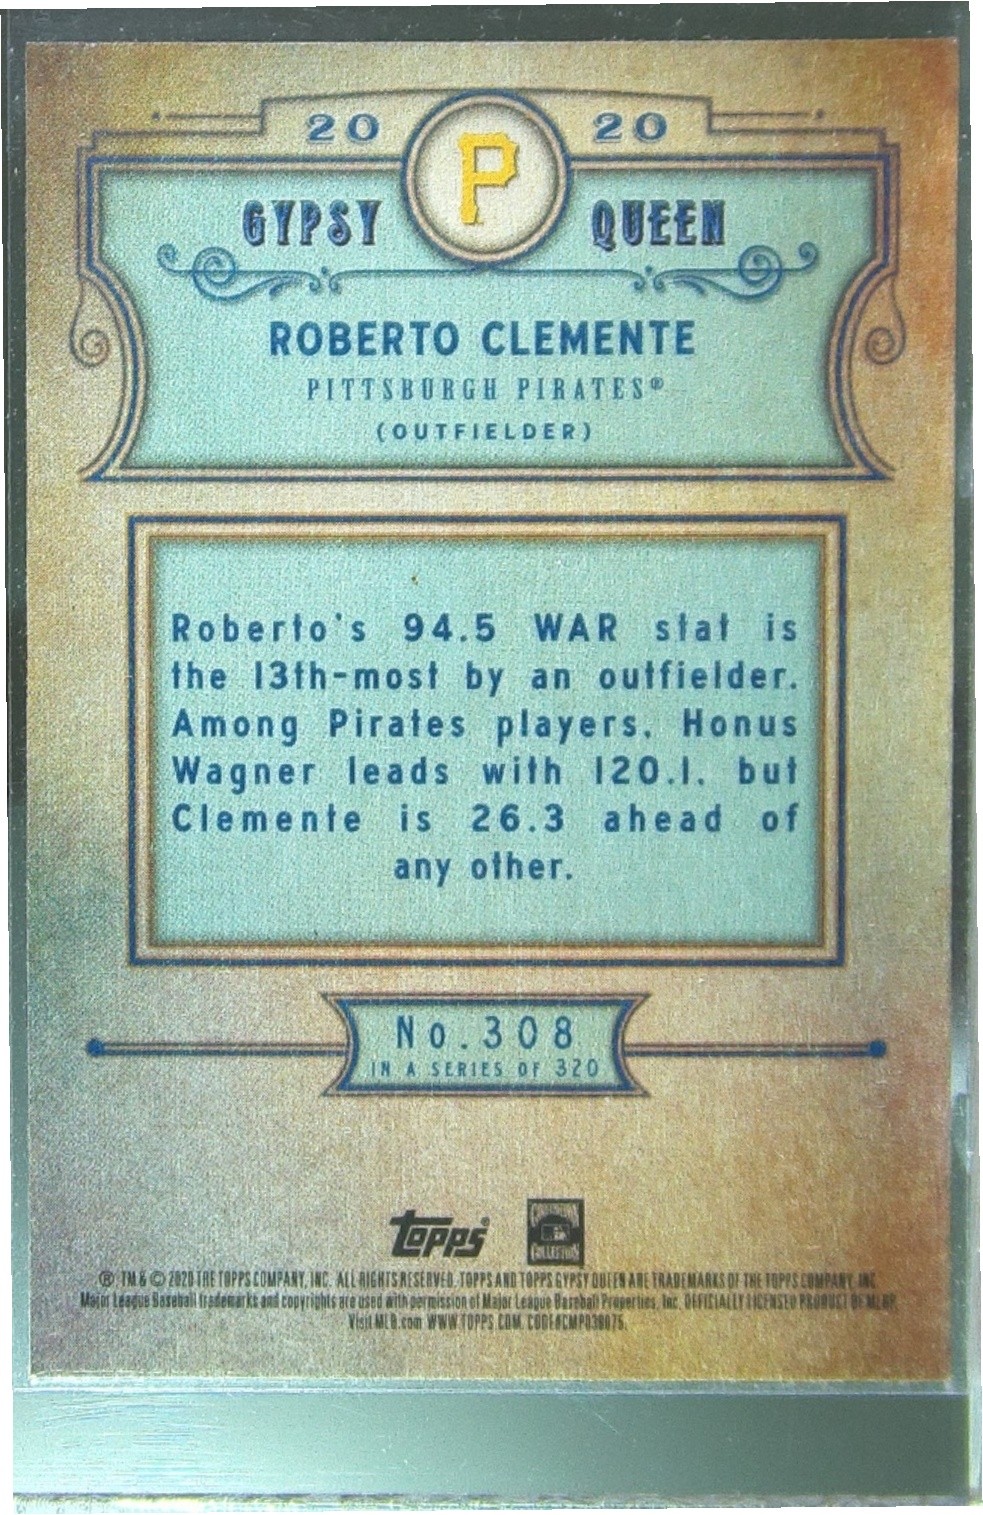 20 P 20
GYPSY QUEEN
ROBERTO CLEMENTE
PITTSBURGH PIRATES®
(OUTFIELDER)
Roberto's 94.5 WAR stat is
the 13th-most by an outfielder.
Among Pirates players, Honus
Wagner leads with 120.1, but
Clemente is 26.3 ahead of
any other.
No.308
IN A SERIES OF 320
topps®
COLLECTION
® TM & © 2020 THE TOPPS COMPANY, INC. ALL RIGHTS RESERVED. TOPPS AND TOPPS GYPSY QUEEN ARE TRADEMARKS OF THE TOPPS COMPANY, INC.
Major League Baseball trademarks and copyrights are used with permission of Major League Baseball Properties, Inc. OFFICIALLY LICENSED PRODUCT OF MLBP.
Visit MLB.com WWW.TOPPS.COM. CODE#CMP038075.